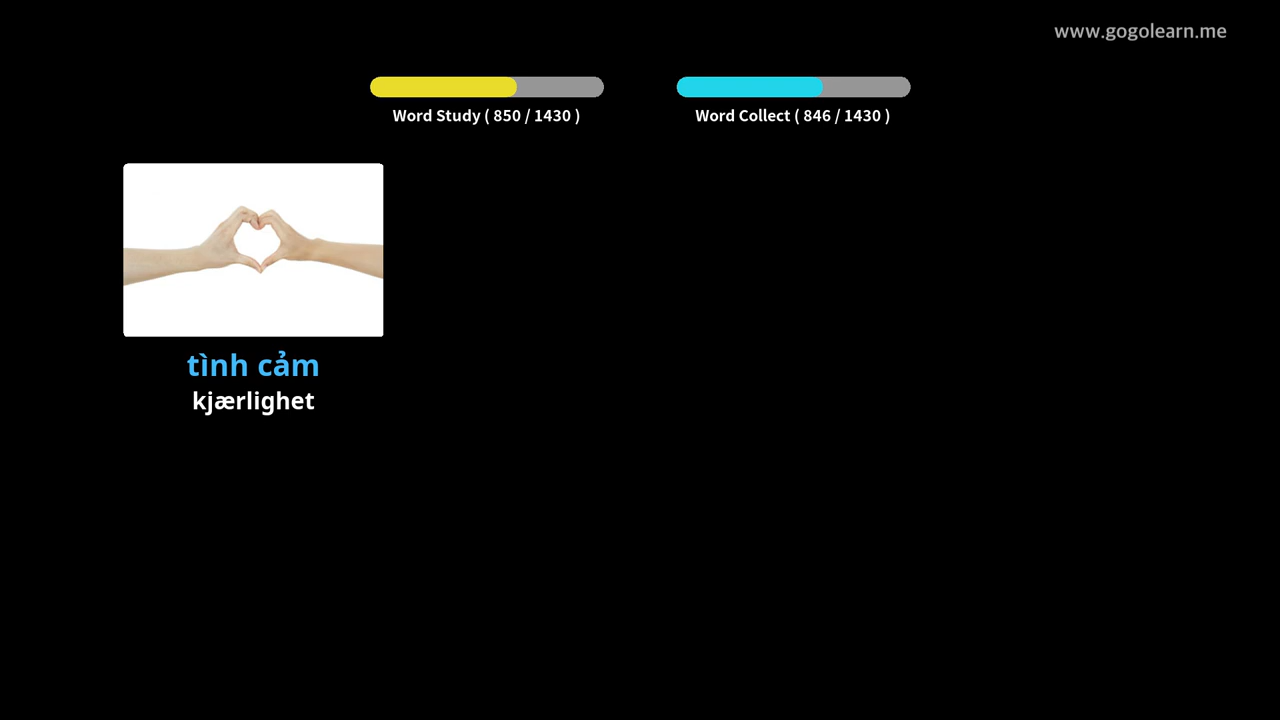 www.gogolearn.me
Word Study ( 850 / 1430 )
Word Collect ( 846 / 1430 )
tình cảm
kjærlighet